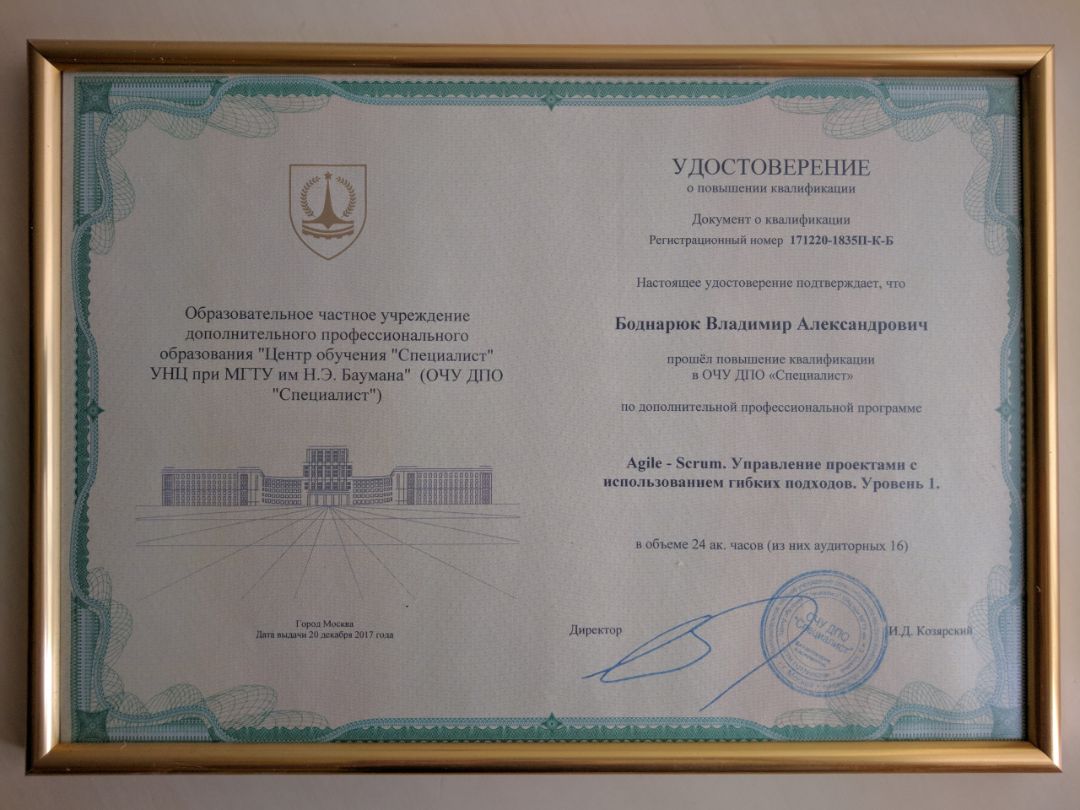 Образовательное частное учреждение
дополнительного профессионального
образования "Центр обучения "Специалист"
УНЦ при МГТУ им Н.Э. Баумана" (ОЧУ ДПО
"Специалист")
Город Москва
Дата выдачи 20 декабря 2017 года
УДОСТОВЕРЕНИЕ
о повышении квалификации
Документ о квалификации
Регистрационный номер 171220-1835П-К-Б
Настоящее удостоверение подтверждает, что
Боднарюк Владимир Александрович
прошёл повышение квалификации
в ОЧУ ДПО «Специалист»
по дополнительной профессиональной программе
Agile - Scrum. Управление проектами с
использованием гибких подходов. Уровень 1.
в объеме 24 ак. часов (из них аудиторных 16)
Директор
И.Д. Козярский
ОЧУ ДПО
"Специалист"